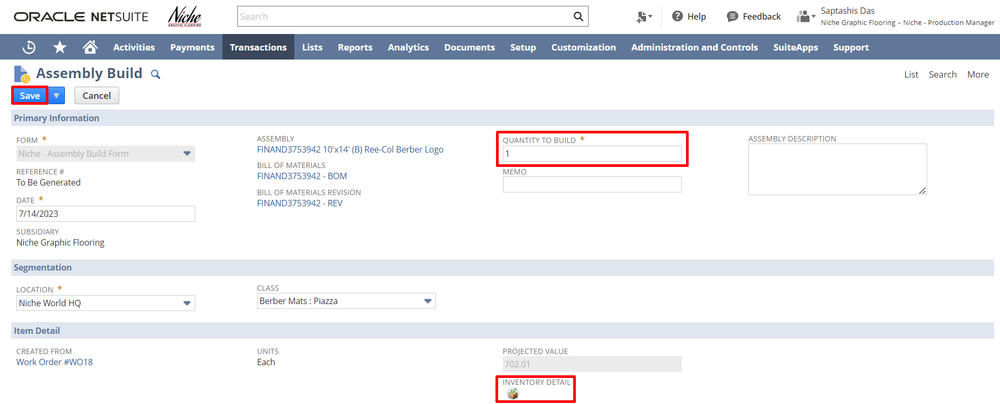 ORACLE NETSUITE
Niche
GRAPHIC FLOORING
Search
Help
Feedback
Saptashis Das
Niche Graphic Flooring - Niche - Production Manager
Activities
Payments
Transactions
Lists
Reports
Analytics
Documents
Setup
Customization
Administration and Controls
SuiteApps
Support
Assembly Build
List
Search
More
Save
Cancel
Primary Information
FORM *
Niche - Assembly Build Form
REFERENCE #
To Be Generated
DATE *
7/14/2023
SUBSIDIARY
Niche Graphic Flooring
ASSEMBLY
FINAND3753942 10'x14' (B) Ree-Col Berber Logo
BILL OF MATERIALS
FINAND3753942 - BOM
BILL OF MATERIALS REVISION
FINAND3753942 - REV
QUANTITY TO BUILD *
1
MEMO
ASSEMBLY DESCRIPTION
Segmentation
LOCATION *
Niche World HQ
CLASS
Berber Mats : Piazza
Item Detail
CREATED FROM
Work Order #WO18
UNITS
Each
PROJECTED VALUE
702.01
INVENTORY DETAIL